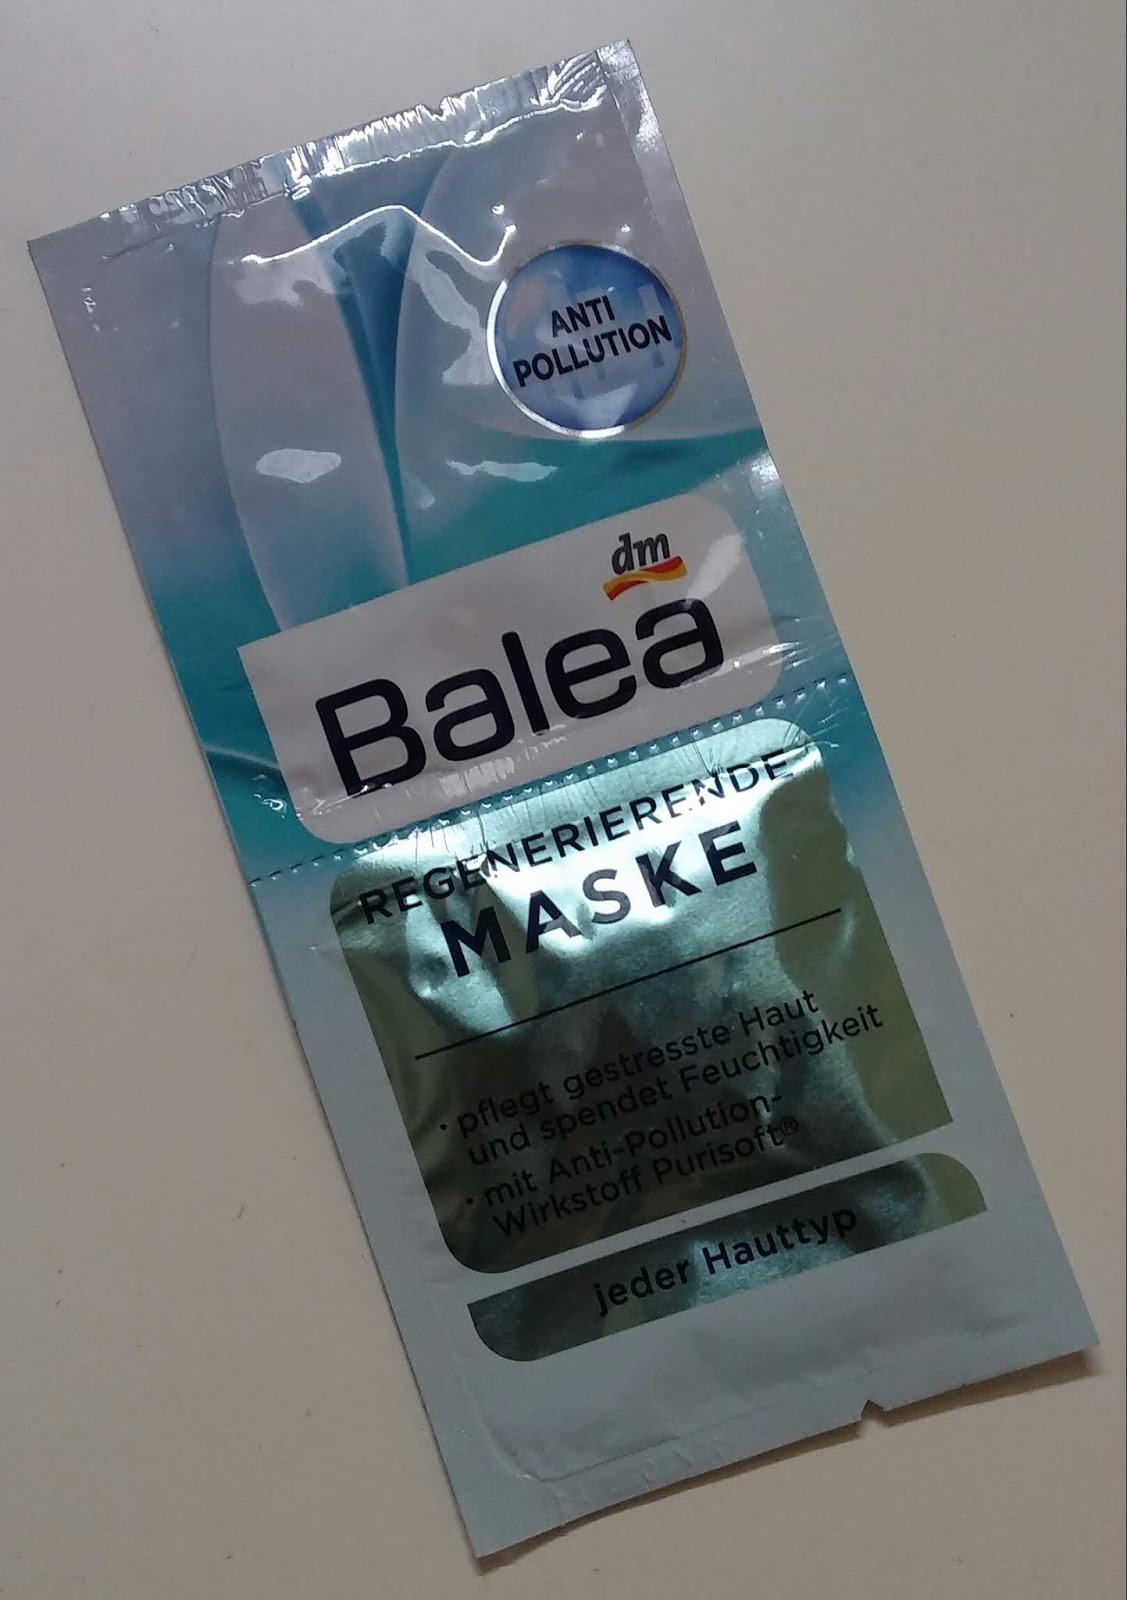 ANTI
POLLUTION
dm
Balea
REGENERIERENDE
MASKE
• pflegt gestresste Haut
und spendet Feuchtigkeit
• mit Anti-Pollution-
Wirkstoff Purisoft®
jeder Hauttyp